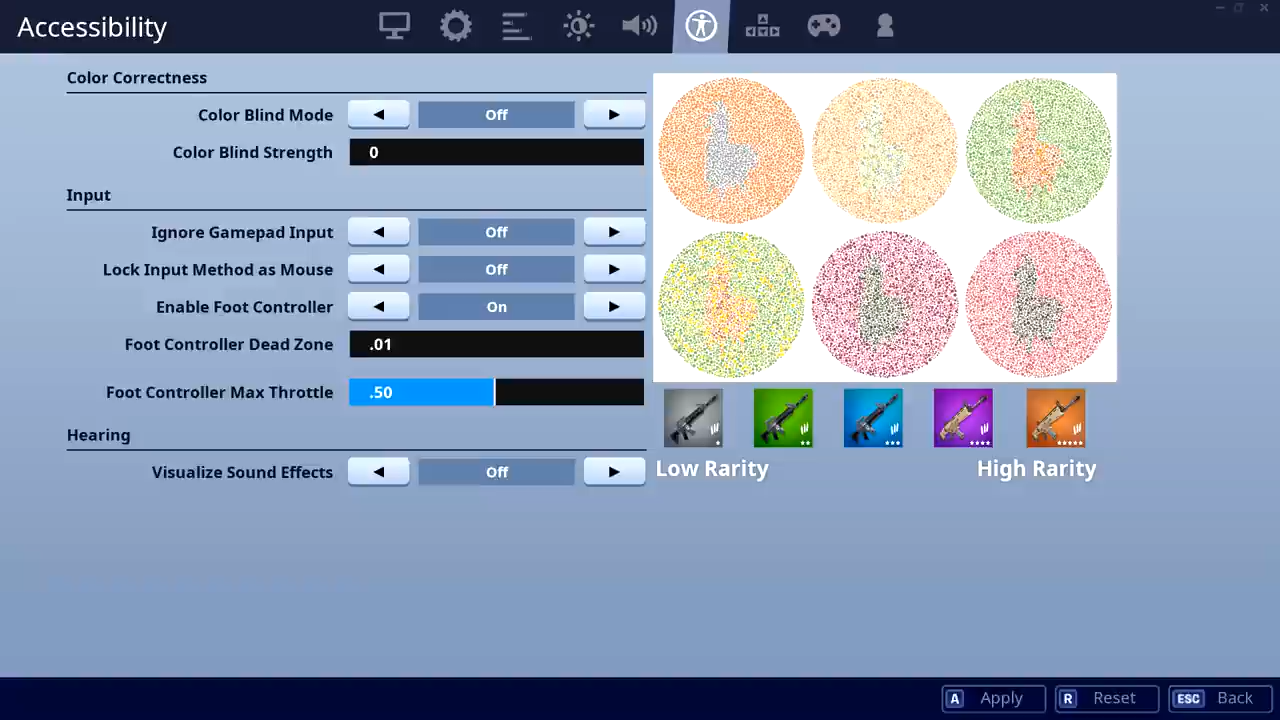 Accessibility
Color Correctness
Color Blind Mode Off
Color Blind Strength 0
Input
Ignore Gamepad Input Off
Lock Input Method as Mouse Off
Enable Foot Controller On
Foot Controller Dead Zone .01
Foot Controller Max Throttle .50
Hearing
Visualize Sound Effects Off
Low Rarity High Rarity
A Apply R Reset ESC Back